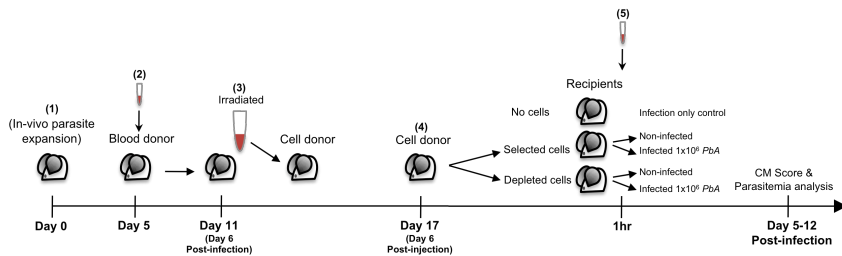 (1)
(In-vivo parasite
expansion)
(2)
Blood donor
(3)
Irradiated
Cell donor
(4)
Cell donor
(5)
Recipients
No cells
Infection only control
Selected cells
Non-infected
Infected 1x10⁶ PbA
Depleted cells
Non-infected
Infected 1x10⁶ PbA
CM Score &
Parasitemia analysis
Day 0
Day 5
Day 11
(Day 6
Post-infection)
Day 17
(Day 6
Post-injection)
1hr
Day 5-12
Post-infection